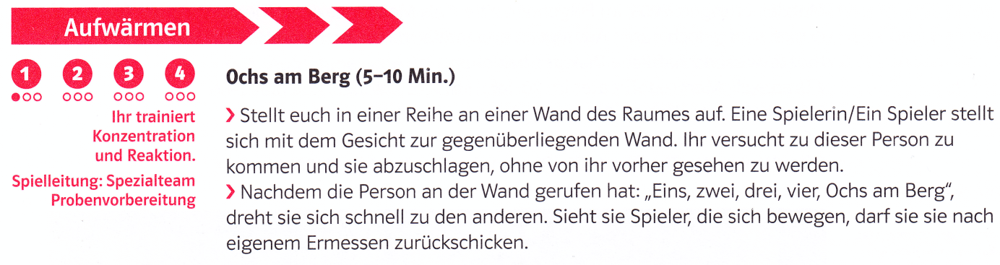 Aufwärmen
1 2 3 4
Ihr trainiert
Konzentration
und Reaktion.
Spielleitung: Spezialteam
Probenvorbereitung
Ochs am Berg (5–10 Min.)
❯ Stellt euch in einer Reihe an einer Wand des Raumes auf. Eine Spielerin/Ein Spieler stellt
sich mit dem Gesicht zur gegenüberliegenden Wand. Ihr versucht zu dieser Person zu
kommen und sie abzuschlagen, ohne von ihr vorher gesehen zu werden.
❯ Nachdem die Person an der Wand gerufen hat: „Eins, zwei, drei, vier, Ochs am Berg“,
dreht sie sich schnell zu den anderen. Sieht sie Spieler, die sich bewegen, darf sie sie nach
eigenem Ermessen zurückschicken.